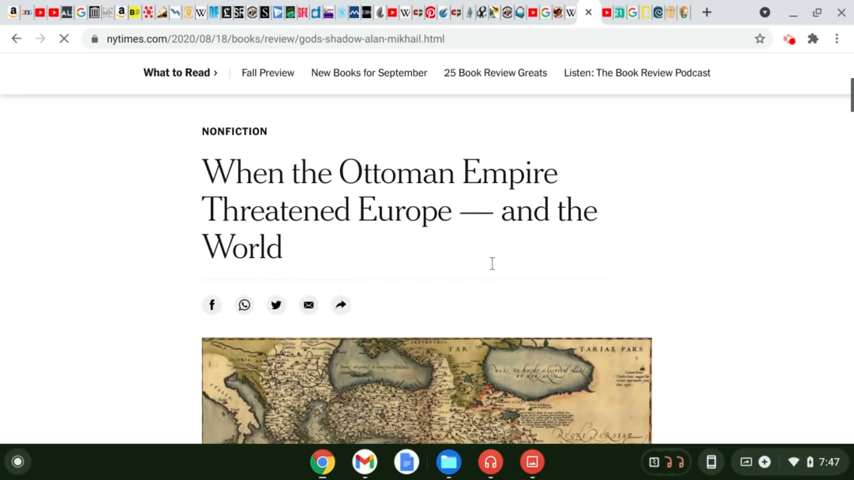 nytimes.com/2020/08/18/books/review/gods-shadow-alan-mikhail.html
What to Read › Fall Preview New Books for September 25 Book Review Greats Listen: The Book Review Podcast
NONFICTION
When the Ottoman Empire
Threatened Europe — and the
World
TARIAE PARS
7:47